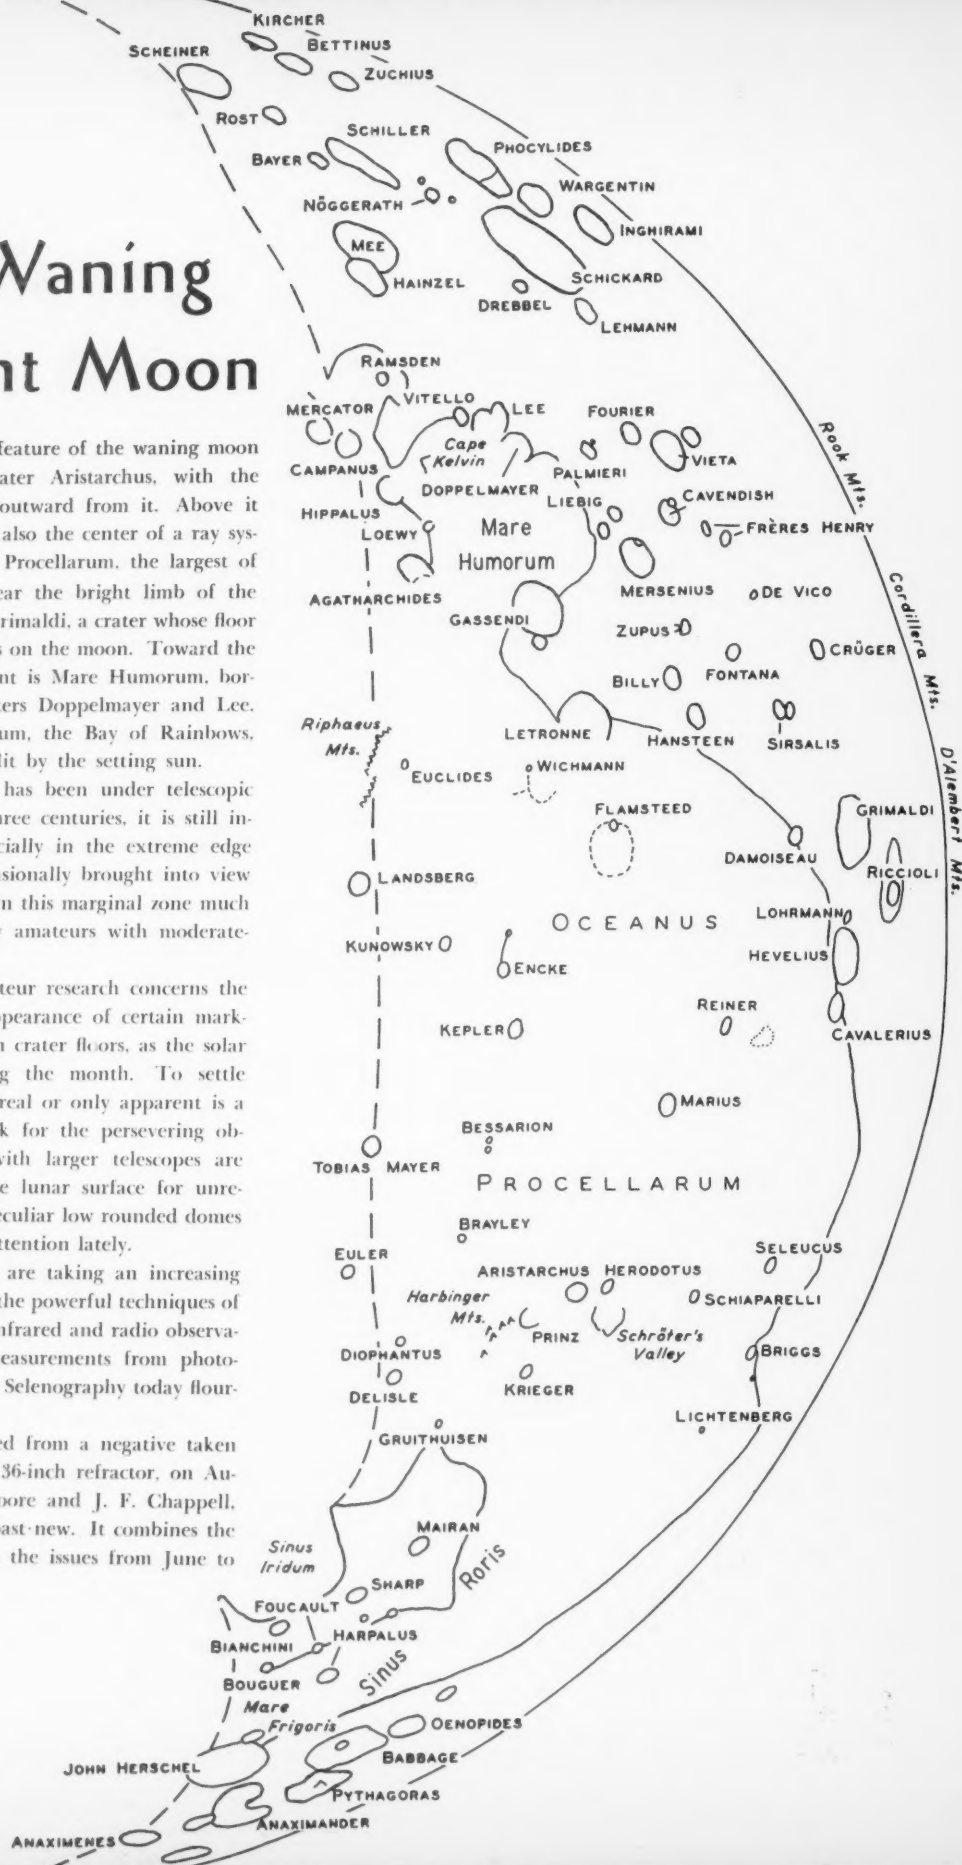 Waning
nt Moon
feature of the waning moon
ater Aristarchus, with the
outward from it. Above it
also the center of a ray sys-
Procellarum, the largest of
ear the bright limb of the
rimaldi, a crater whose floor
s on the moon. Toward the
nt is Mare Humorum, bor-
ters Doppelmayer and Lee.
um, the Bay of Rainbows,
lit by the setting sun.
has been under telescopic
ree centuries, it is still in-
cially in the extreme edge
sionally brought into view
n this marginal zone much
y amateurs with moderate-
teur research concerns the
ppearance of certain mark-
n crater floors, as the solar
g the month. To settle
real or only apparent is a
k for the persevering ob-
with larger telescopes are
e lunar surface for unre-
eculiar low rounded domes
ttention lately.
are taking an increasing
the powerful techniques of
nfrared and radio observa-
easurements from photo-
Selenography today flour-
ed from a negative taken
36-inch refractor, on Au-
oore and J. F. Chappell,
ast new. It combines the
the issues from June to
KIRCHER
SCHEINER
BETTINUS
ZUCHIUS
ROST
SCHILLER
BAYER
PHOCYLIDES
WARGENTIN
NÖGGERATH
INGHIRAMI
MEE
HAINZEL
SCHICKARD
DREBBEL
LEHMANN
RAMSDEN
VITELLO
MERCATOR
LEE
FOURIER
Cape
Kelvin
VIETA
CAMPANUS
PALMIERI
DOPPELMAYER
LIEBIG
CAVENDISH
HIPPALUS
LOEWY
FRÈRES HENRY
Mare
Humorum
AGATHARCHIDES
MERSENIUS
DE VICO
GASSENDI
ZUPUS
CRÜGER
BILLY
FONTANA
LETRONNE
HANSTEEN
SIRSALIS
Rook Mts.
Cordillera Mts.
D'Alembert Mts.
Riphaeus
Mts.
EUCLIDES
WICHMANN
FLAMSTEED
GRIMALDI
DAMOISEAU
RICCIOLI
LANDSBERG
LOHRMANN
OCEANUS
KUNOWSKY
HEVELIUS
ENCKE
REINER
KEPLER
CAVALERIUS
MARIUS
BESSARION
TOBIAS MAYER
PROCELLARUM
BRAYLEY
EULER
SELEUCUS
ARISTARCHUS
HERODOTUS
Harbinger
Mts.
SCHIAPARELLI
PRINZ
Schröter's
Valley
DIOPHANTUS
BRIGGS
DELISLE
KRIEGER
LICHTENBERG
GRUITHUISEN
MAIRAN
Sinus
Iridum
Roris
SHARP
FOUCAULT
HARPALUS
BIANCHINI
Sinus
BOUGUER
Mare
Frigoris
OENOPIDES
JOHN HERSCHEL
BABBAGE
PYTHAGORAS
ANAXIMANDER
ANAXIMENES